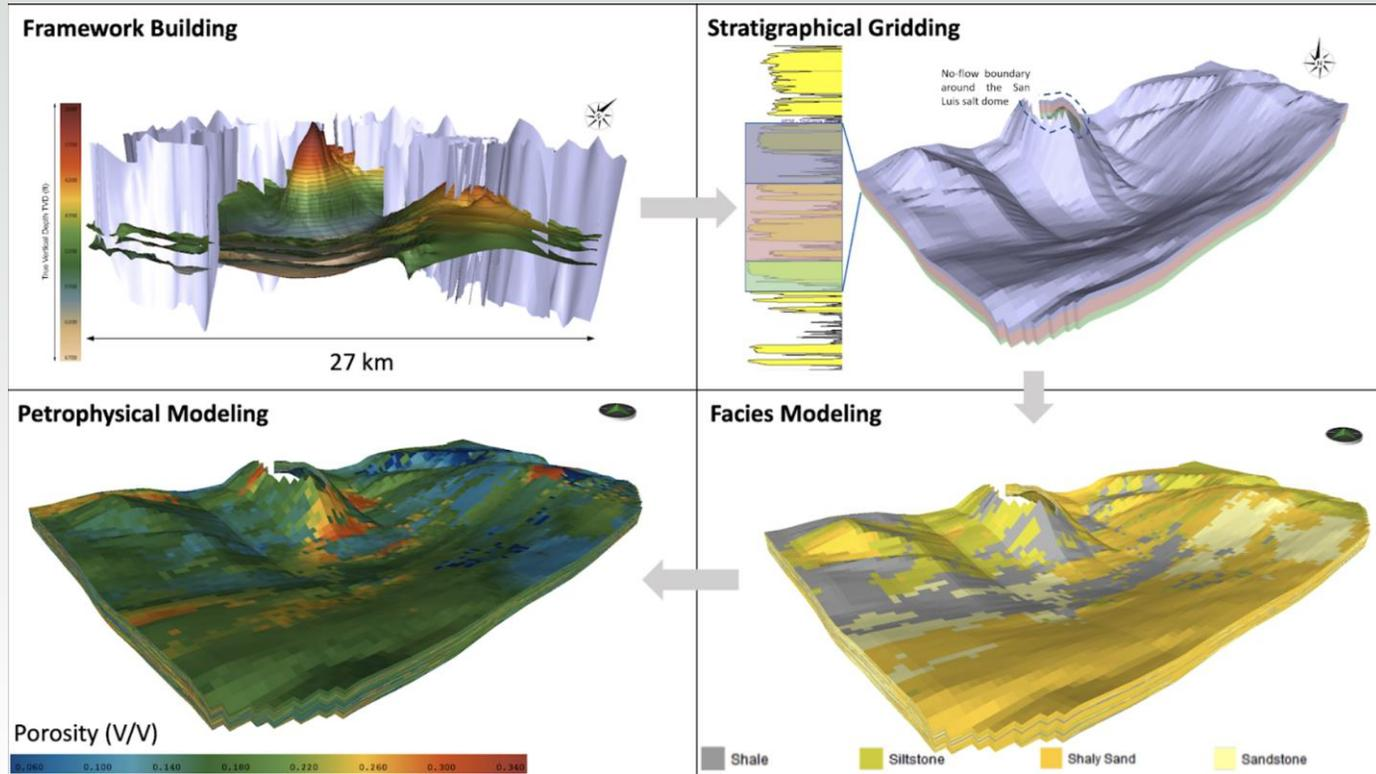 Framework Building
True Vertical Depth TVD (ft)
27 km
Stratigraphical Gridding
No-flow boundary
around the San
Luis salt dome
N
Petrophysical Modeling
Porosity (V/V)
0.060 0.100 0.140 0.180 0.220 0.260 0.300 0.340
Facies Modeling
Shale Siltstone Shaly Sand Sandstone